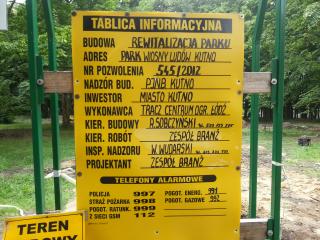 TABLICA INFORMACYJNA
BUDOWA REWITALIZACJA PARKU
ADRES PARK WIOSNY LUDÓW KUTNO
NR POZWOLENIA 545/2012
NADZÓR BUD. PINB KUTNO
INWESTOR MIASTO KUTNO
WYKONAWCA TRACZ CENTRUM OGR. ŁÓDŹ
KIER. BUDOWY R. SOBCZYŃSKI
KIER. ROBÓT ZESPÓŁ BRANŻ
INSP. NADZORU W. WUDARSKI
PROJEKTANT ZESPÓŁ BRANŻ
TELEFONY ALARMOWE
POLICJA 997 POGOT. ENERG. 991
STRAŻ POŻARNA 998 POGOT. GAZOWE 992
POGOT. RATUNK. 999
Z SIECI GSM 112
TEREN